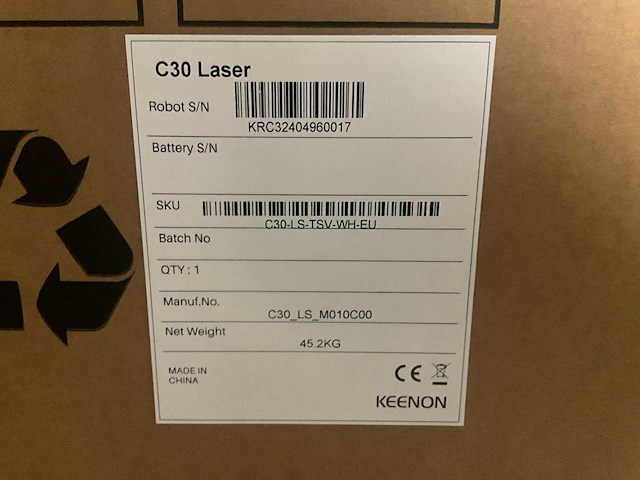 C30 Laser
Robot S/N
KRC32404960017
Battery S/N
SKU
C30-LS-TSV-WH-EU
Batch No
QTY: 1
Manuf.No.
C30_LS_M010C00
Net Weight
45.2KG
MADE IN
CHINA
CE
KEENON